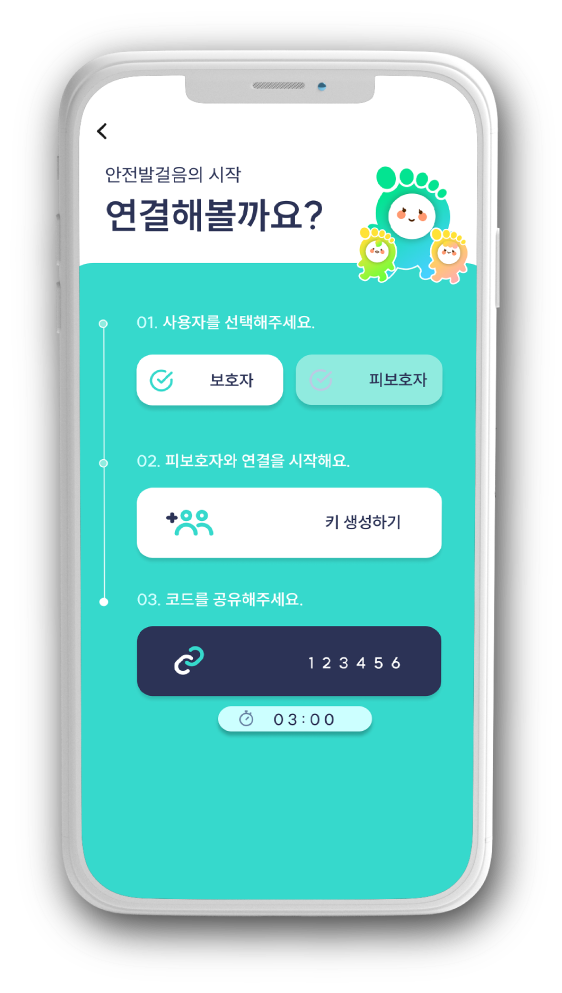 안전발걸음의 시작
연결해볼까요?
01. 사용자를 선택해주세요.
보호자
피보호자
02. 피보호자와 연결을 시작해요.
키 생성하기
03. 코드를 공유해주세요.
1 2 3 4 5 6
03:00